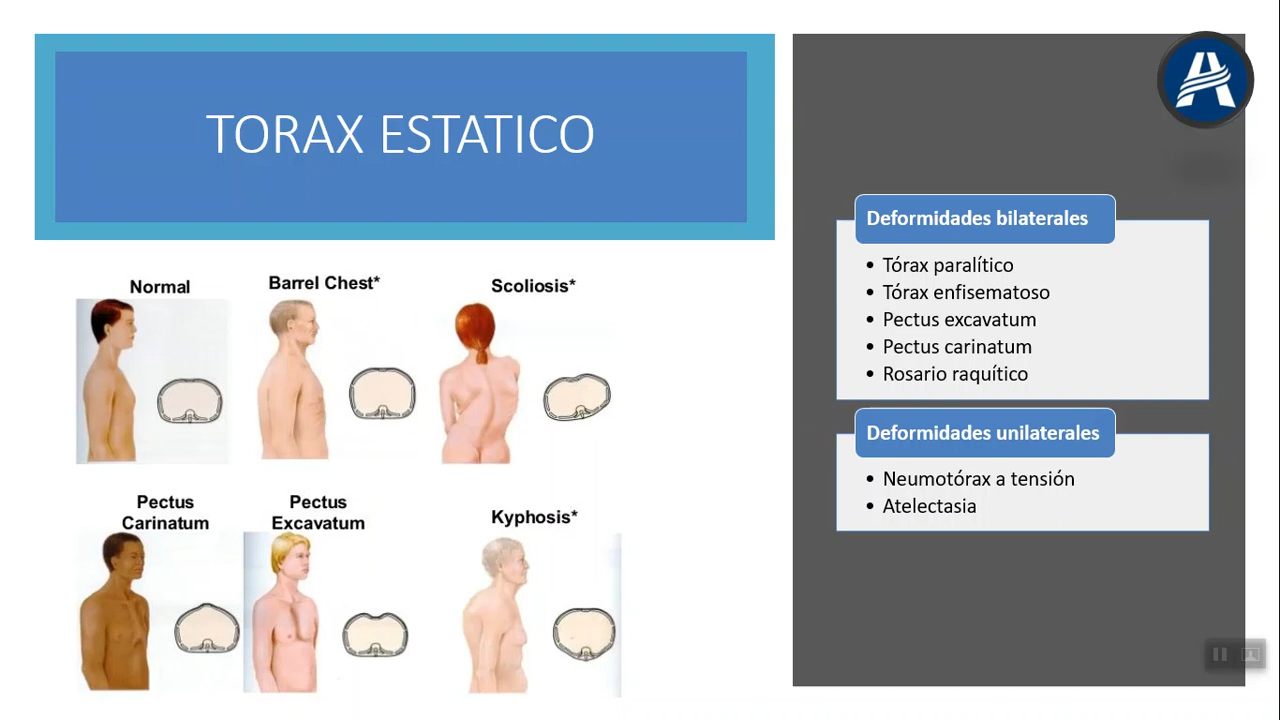 TORAX ESTATICO
Normal
Barrel Chest*
Scoliosis*
Pectus
Carinatum
Pectus
Excavatum
Kyphosis*
Deformidades bilaterales
• Tórax paralítico
• Tórax enfisematoso
• Pectus excavatum
• Pectus carinatum
• Rosario raquítico
Deformidades unilaterales
• Neumotórax a tensión
• Atelectasia